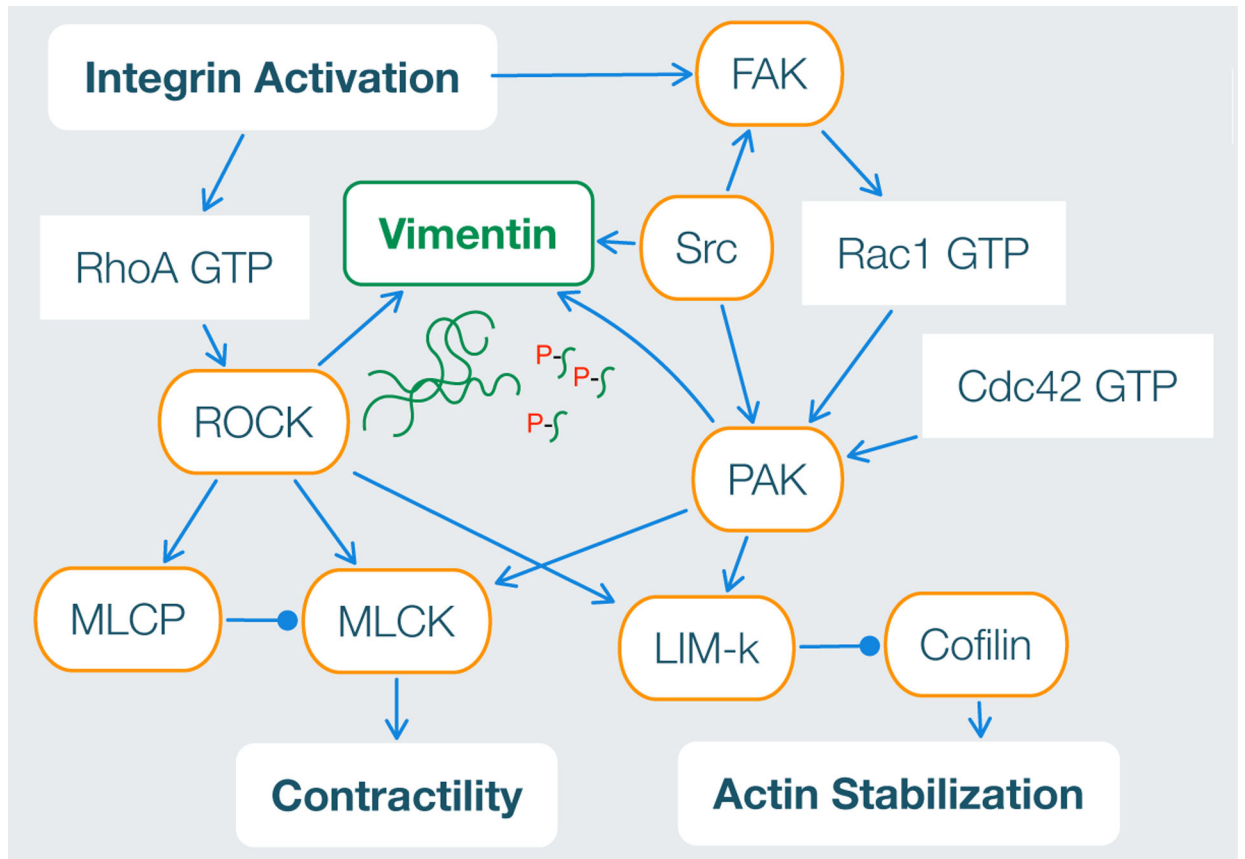 Integrin Activation
FAK
Vimentin
Src
RhoA GTP
Rac1 GTP
P
P
P
Cdc42 GTP
ROCK
PAK
MLCP
MLCK
LIM-k
Cofilin
Contractility
Actin Stabilization